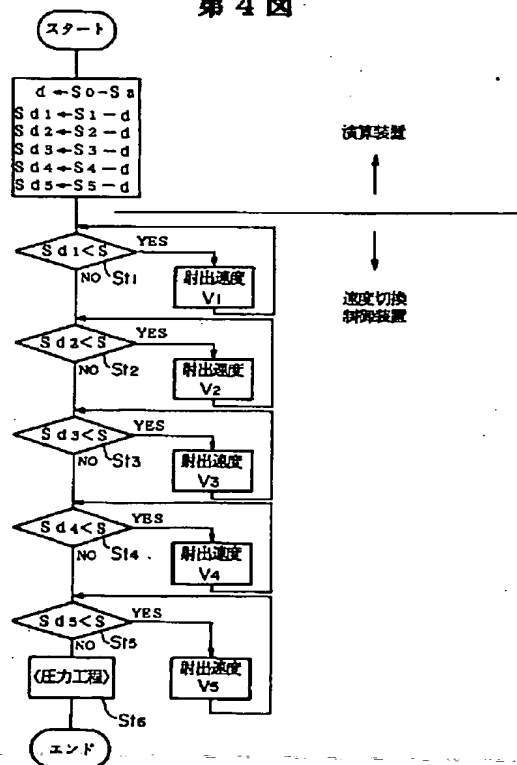 第4図
スタート
d←So-Sa
Sd1←S1-d
Sd2←S2-d
Sd3←S3-d
Sd4←S4-d
Sd5←S5-d
演算装置
速度切換
制御装置
Sd1<S
YES
NO
St1
射出速度
V1
Sd2<S
YES
NO
St2
射出速度
V2
Sd3<S
YES
NO
St3
射出速度
V3
Sd4<S
YES
NO
St4
射出速度
V4
Sd5<S
YES
NO
St5
射出速度
V5
〈圧力工程〉
St6
エンド